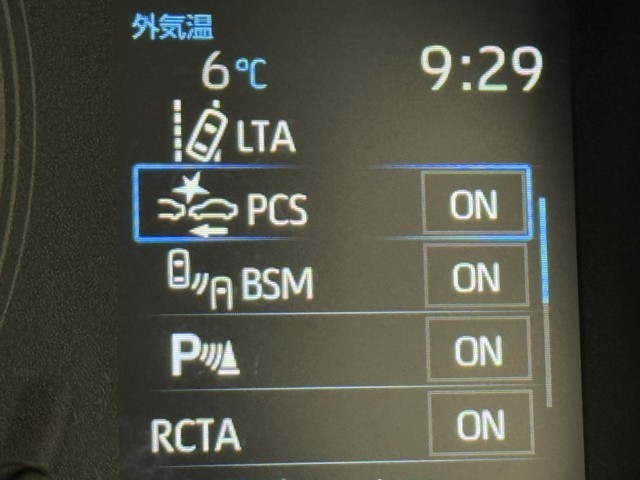 外気温
6℃ 9:29
LTA
PCS ON
BSM ON
P ON
RCTA ON